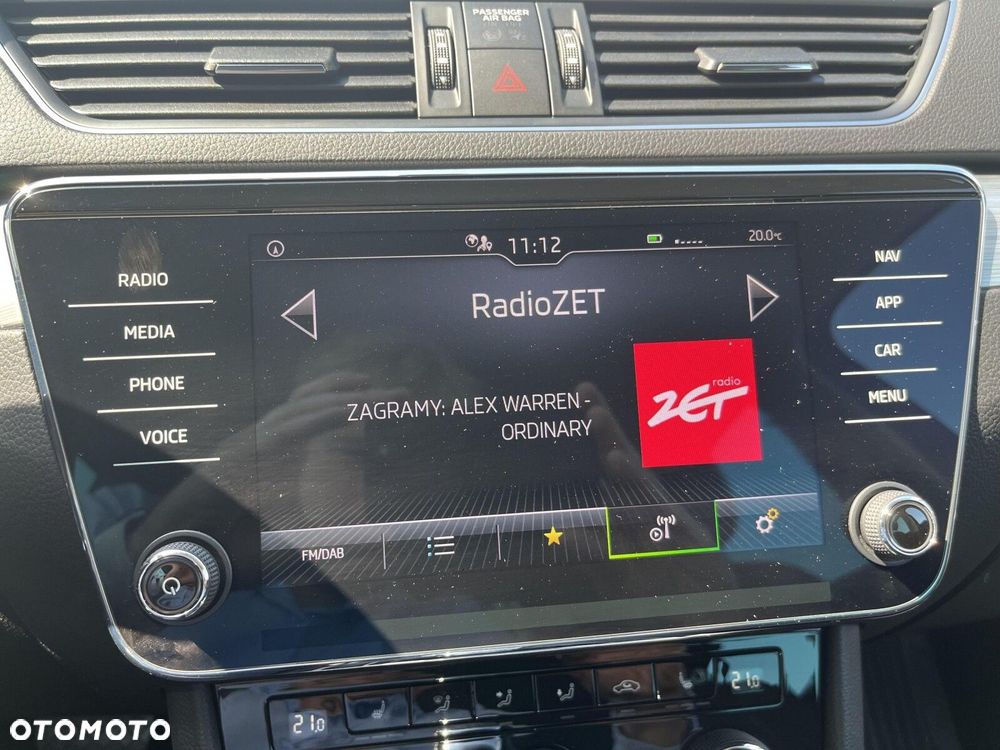 PASSENGER
AIR BAG
RADIO
MEDIA
PHONE
VOICE
11:12
20.0°C
RadioZET
ZAGRAMY: ALEX WARREN -
ORDINARY
radio
ZET
FM/DAB
NAV
APP
CAR
MENU
21.0
21.0
OTOMOTO